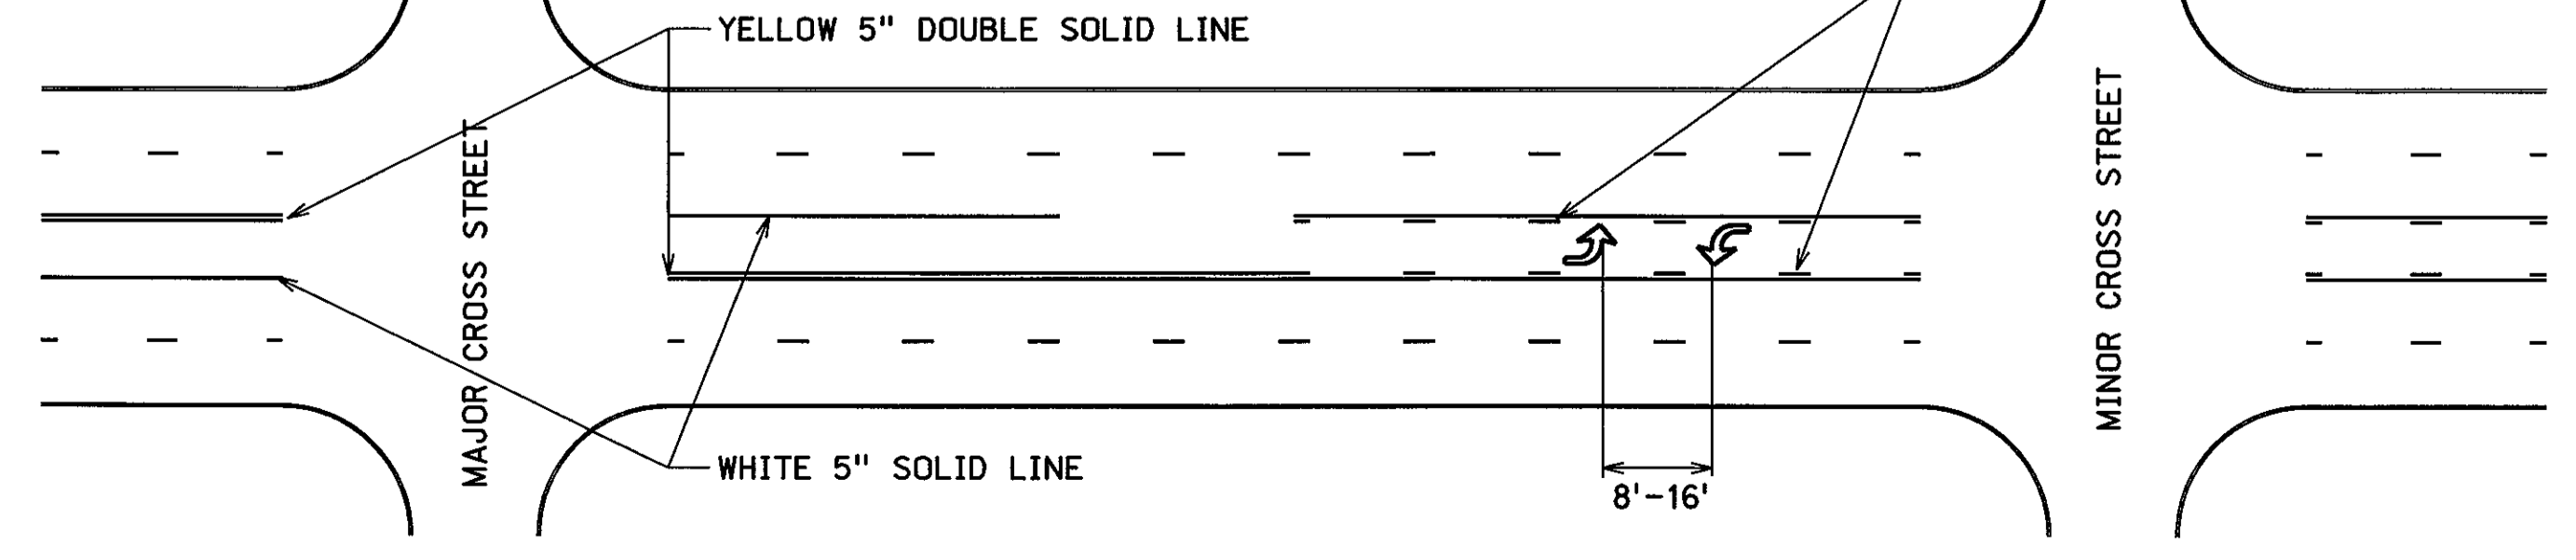 YELLOW 5" DOUBLE SOLID LINE
MAJOR CROSS STREET
MINOR CROSS STREET
WHITE 5" SOLID LINE
8'-16'